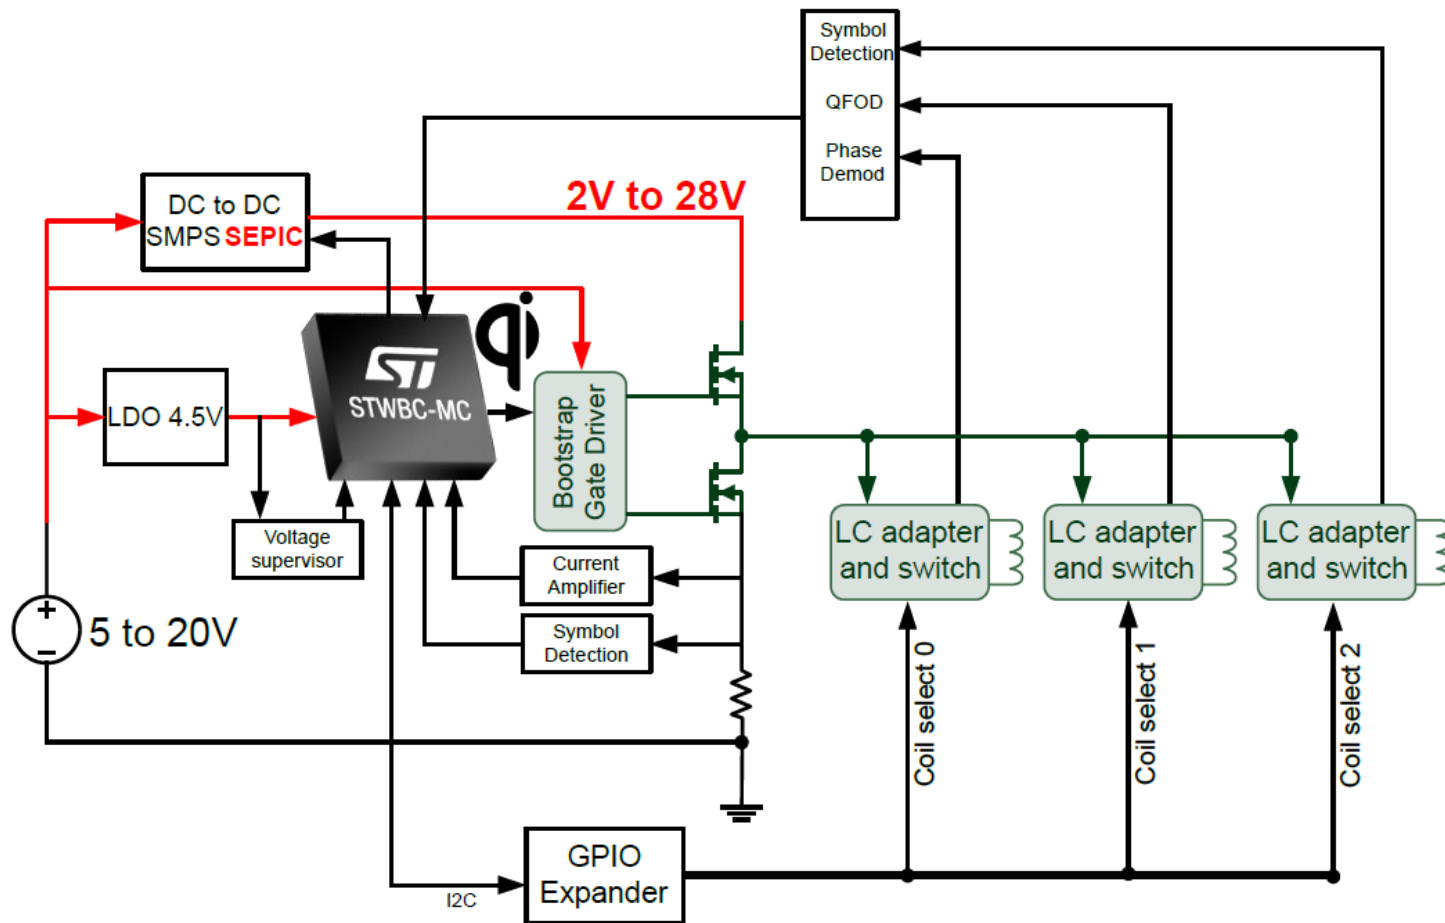 Symbol
Detection
QFOD
Phase
Demod
DC to DC
SMPS SEPIC
2V to 28V
qi
ST
STWBC-MC
LDO 4.5V
Bootstrap
Gate Driver
Voltage
supervisor
Current
Amplifier
Symbol
Detection
5 to 20V
LC adapter
and switch
LC adapter
and switch
LC adapter
and switch
Coil select 0
Coil select 1
Coil select 2
GPIO
Expander
I2C